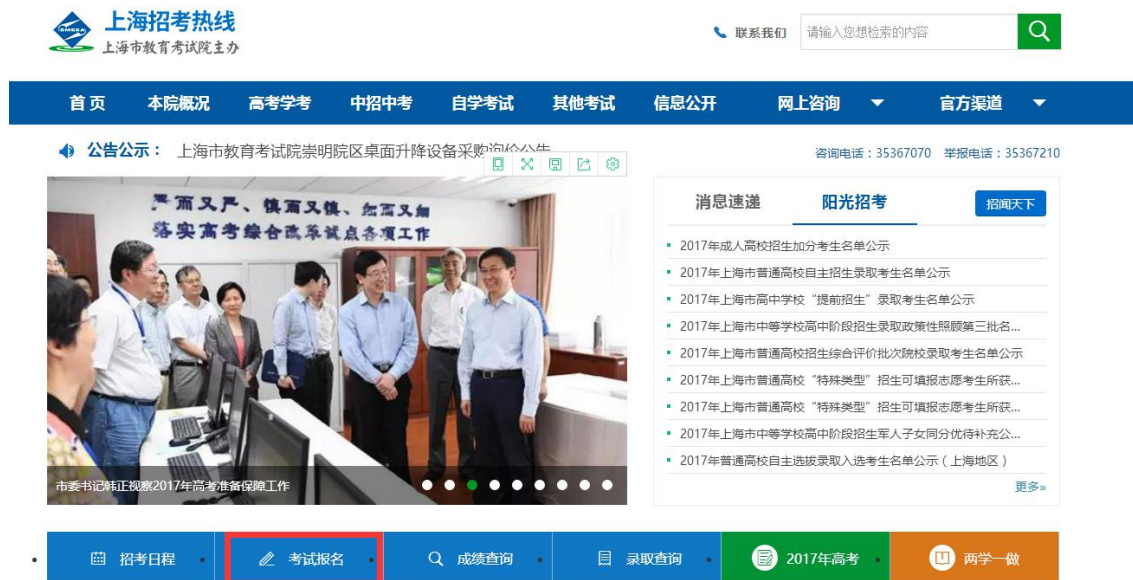 上海招考热线
上海市教育考试院主办
联系我们
请输入您想检索的内容
首页 本院概况 高考学考 中招中考 自学考试 其他考试 信息公开 网上咨询 官方渠道
公告公示： 上海市教育考试院崇明院区桌面升降设备采购询价公告
咨询电话：35367070 举报电话：35367210
严而又严、慎而又慎、细而又细
落实高考综合改革试点各项工作
市委书记韩正视察2017年高考准备保障工作
消息速递 阳光招考 招闻天下
2017年成人高校招生加分考生名单公示
2017年上海市普通高校自主招生录取考生名单公示
2017年上海市高中学校“提前招生”录取考生名单公示
2017年上海市中等学校高中阶段招生录取政策性照顾第三批名...
2017年上海市普通高校招生综合评价批次院校录取考生名单公示
2017年上海市普通高校“特殊类型”招生可填报志愿考生所获...
2017年上海市普通高校“特殊类型”招生可填报志愿考生所获...
2017年上海市中等学校高中阶段招生军人子女同分优待补充公...
2017年普通高校自主选拔录取入选考生名单公示（上海地区）
更多»
招考日程 考试报名 成绩查询 录取查询 2017年高考 两学一做